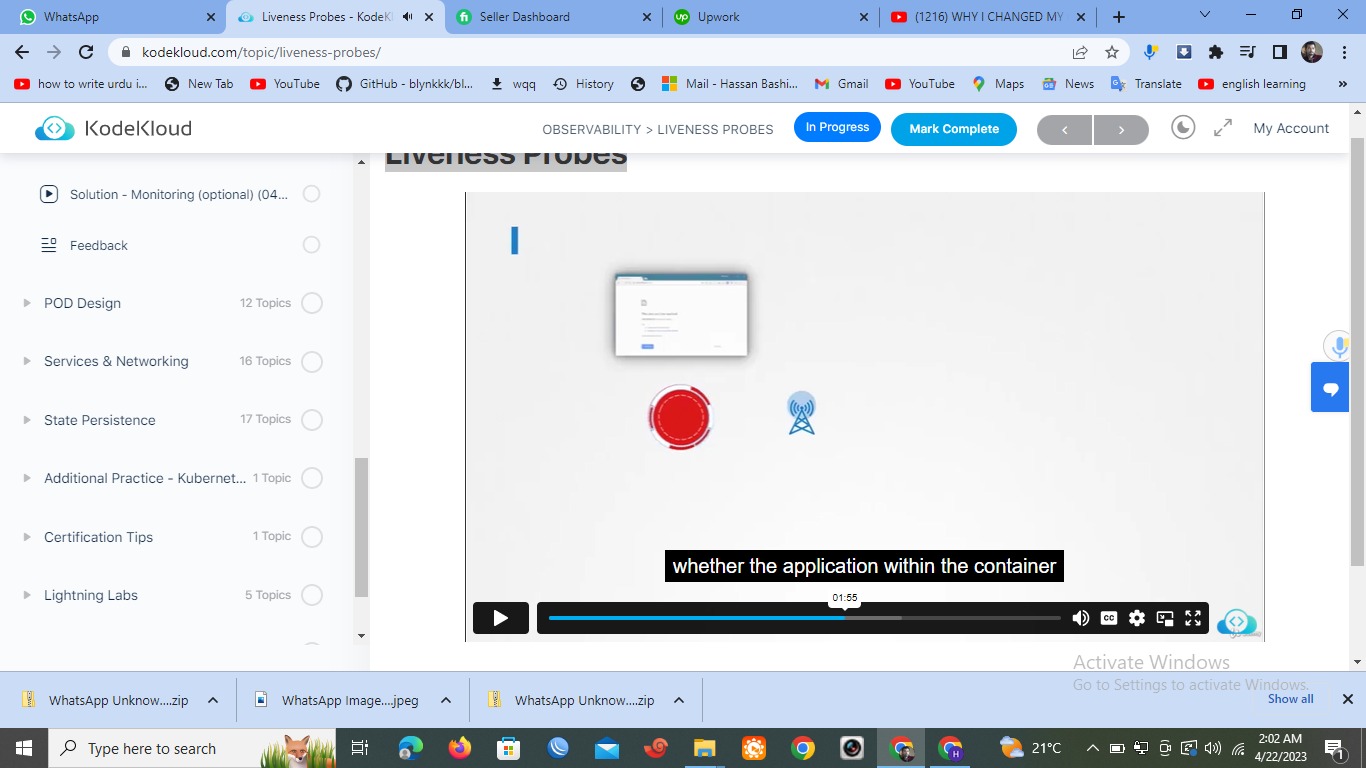 WhatsApp
Liveness Probes - KodeKl
Seller Dashboard
Upwork
(1216) WHY I CHANGED MY
kodekloud.com/topic/liveness-probes/
how to write urdu i...
New Tab
YouTube
GitHub - blynkkk/bl...
wqq
History
Mail - Hassan Bashi...
Gmail
YouTube
Maps
News
Translate
english learning
»
KodeKloud
OBSERVABILITY > LIVENESS PROBES
In Progress
Mark Complete
My Account
Liveness Probes
Solution - Monitoring (optional) (04...
Feedback
POD Design 12 Topics
Services & Networking 16 Topics
State Persistence 17 Topics
Additional Practice - Kubernet... 1 Topic
Certification Tips 1 Topic
Lightning Labs 5 Topics
whether the application within the container
01:55
CC
Activate Windows
Go to Settings to activate Windows.
WhatsApp Unknow....zip
WhatsApp Image....jpeg
WhatsApp Unknow....zip
Show all
Type here to search
21°C
2:02 AM
4/22/2023
1